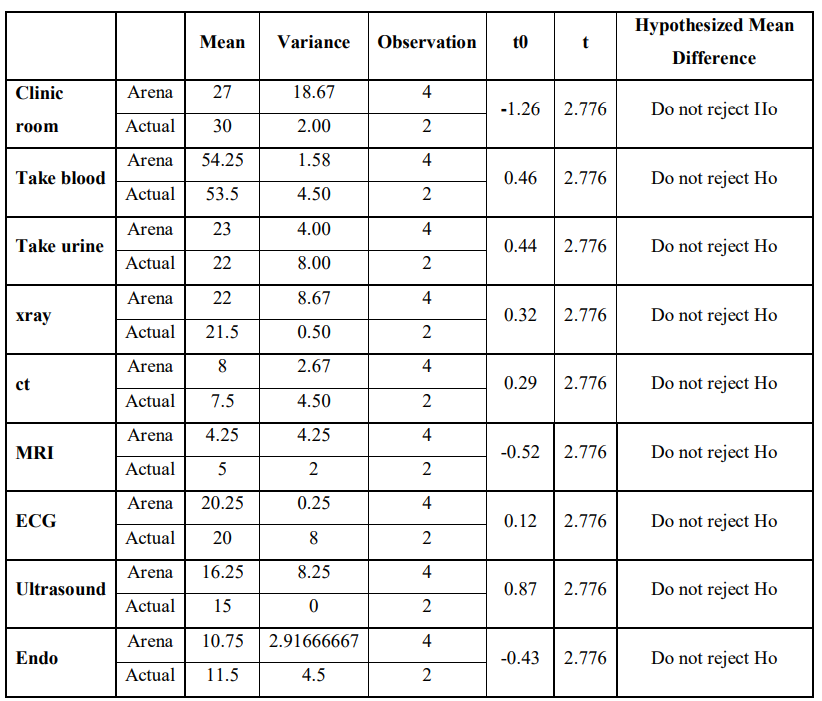 Mean Variance Observation t0 t Hypothesized Mean Difference
Clinic room Arena 27 18.67 4 -1.26 2.776 Do not reject Ho
Actual 30 2.00 2
Take blood Arena 54.25 1.58 4 0.46 2.776 Do not reject Ho
Actual 53.5 4.50 2
Take urine Arena 23 4.00 4 0.44 2.776 Do not reject Ho
Actual 22 8.00 2
xray Arena 22 8.67 4 0.32 2.776 Do not reject Ho
Actual 21.5 0.50 2
ct Arena 8 2.67 4 0.29 2.776 Do not reject Ho
Actual 7.5 4.50 2
MRI Arena 4.25 4.25 4 -0.52 2.776 Do not reject Ho
Actual 5 2 2
ECG Arena 20.25 0.25 4 0.12 2.776 Do not reject Ho
Actual 20 8 2
Ultrasound Arena 16.25 8.25 4 0.87 2.776 Do not reject Ho
Actual 15 0 2
Endo Arena 10.75 2.91666667 4 -0.43 2.776 Do not reject Ho
Actual 11.5 4.5 2